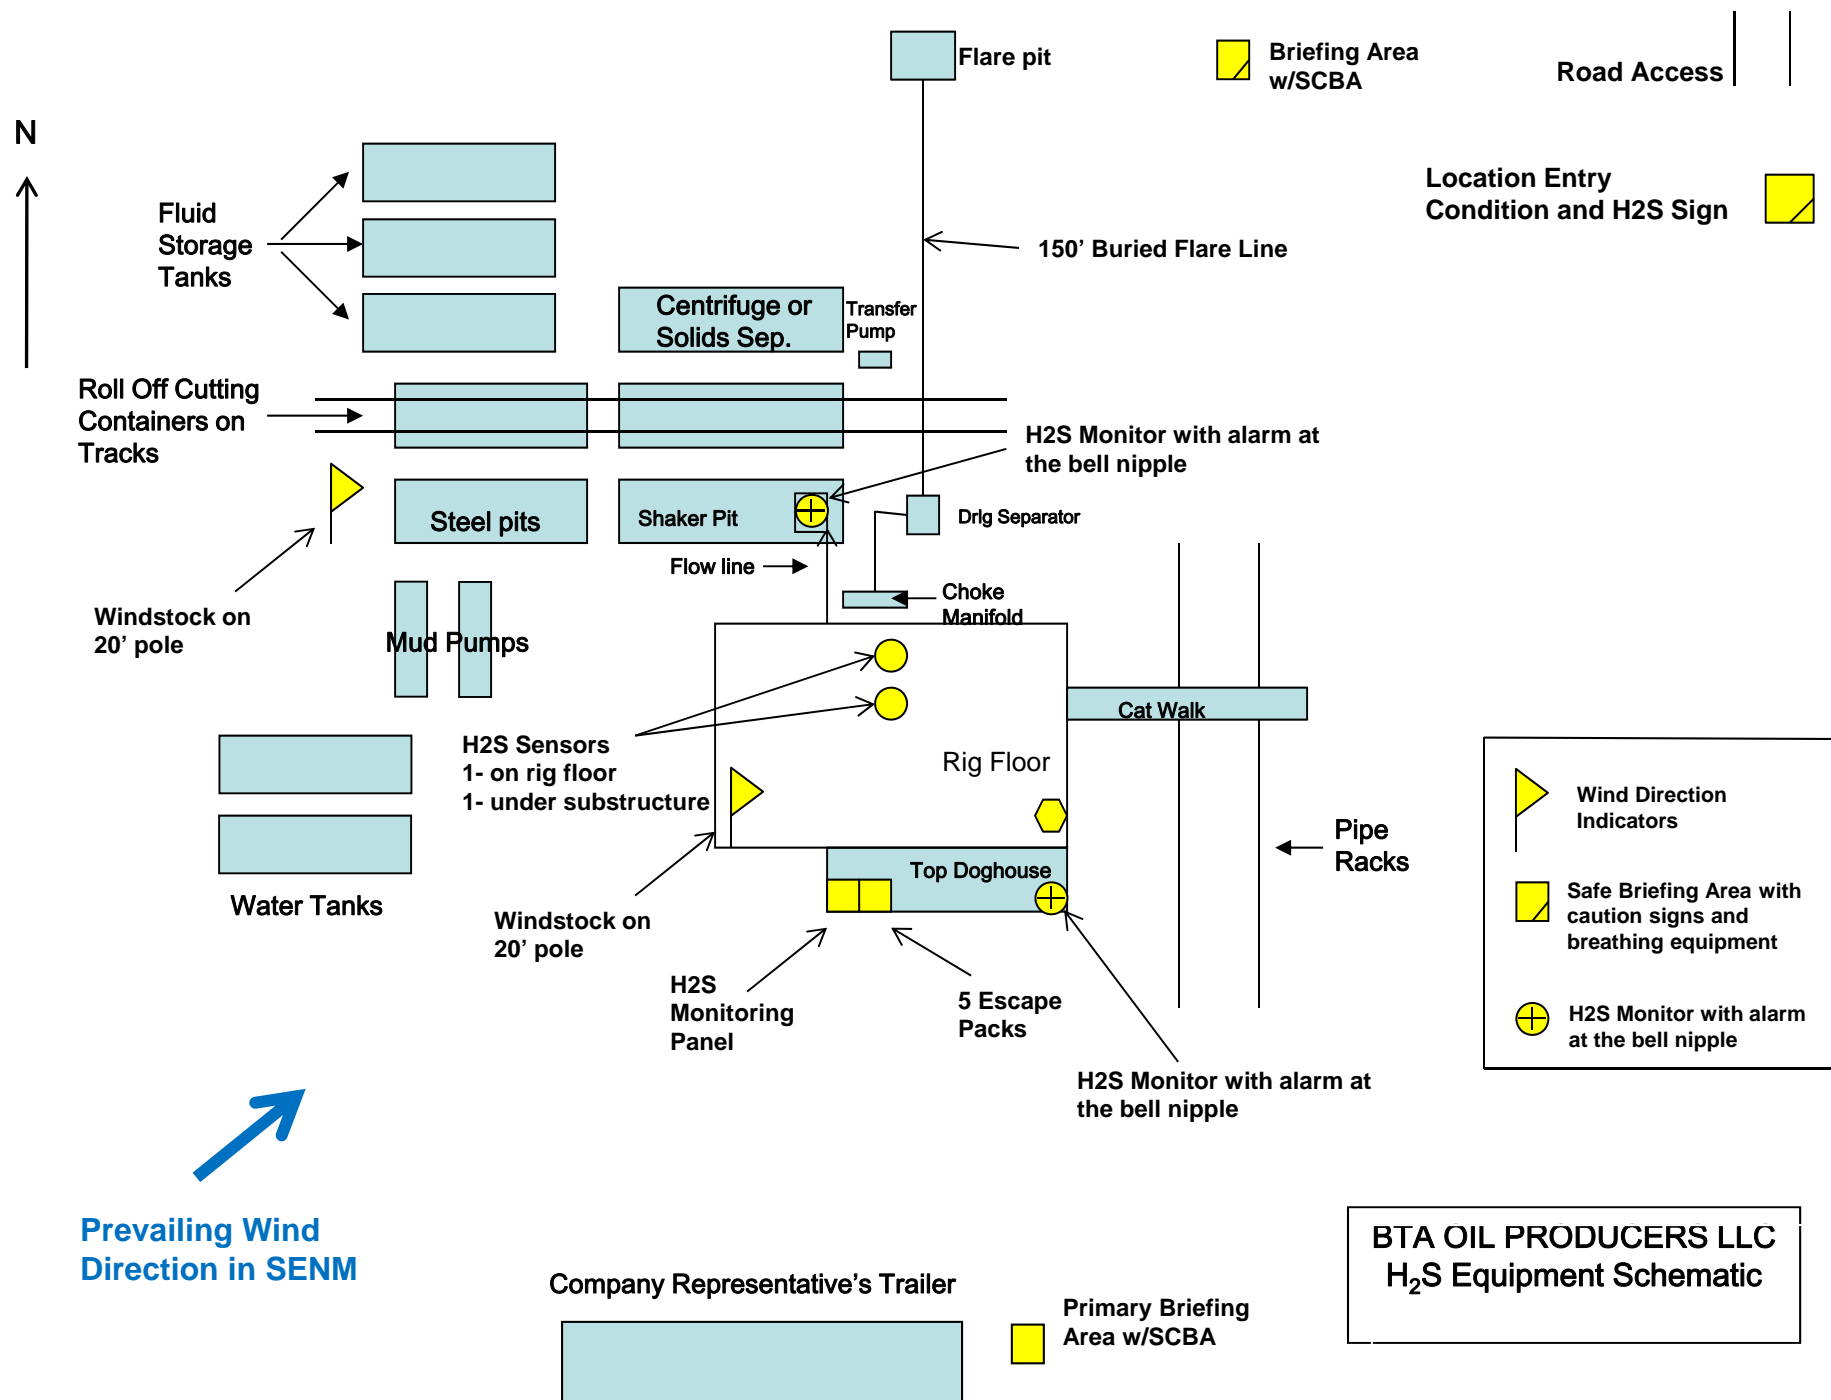 Flare pit
Briefing Area
w/SCBA
Road Access
N
Location Entry
Condition and H2S Sign
Fluid
Storage
Tanks
150' Buried Flare Line
Centrifuge or
Solids Sep.
Transfer
Pump
Roll Off Cutting
Containers on
Tracks
H2S Monitor with alarm at
the bell nipple
Steel pits
Shaker Pit
Drlg Separator
Flow line
Choke
Manifold
Windstock on
20' pole
Mud Pumps
Cat Walk
H2S Sensors
1- on rig floor
1- under substructure
Rig Floor
Wind Direction
Indicators
Pipe
Racks
Top Doghouse
Safe Briefing Area with
caution signs and
breathing equipment
Water Tanks
Windstock on
20' pole
H2S
Monitoring
Panel
5 Escape
Packs
H2S Monitor with alarm
at the bell nipple
H2S Monitor with alarm at
the bell nipple
Prevailing Wind
Direction in SENM
BTA OIL PRODUCERS LLC
H₂S Equipment Schematic
Company Representative's Trailer
Primary Briefing
Area w/SCBA